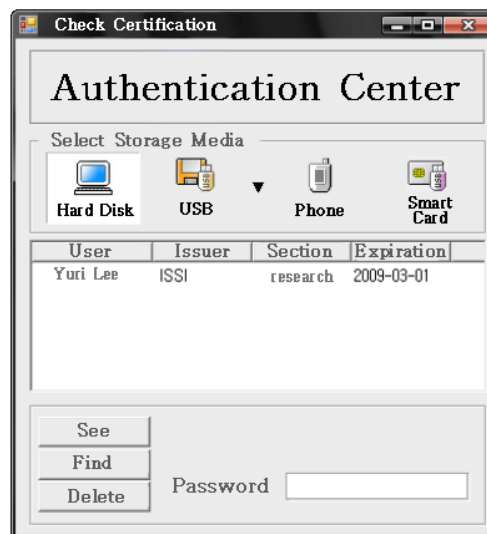 Check Certification
Authentication Center
Select Storage Media
Hard Disk
USB
Phone
Smart
Card
User Issuer Section Expiration
Yuri Lee ISSI research 2009-03-01
See
Find
Delete
Password